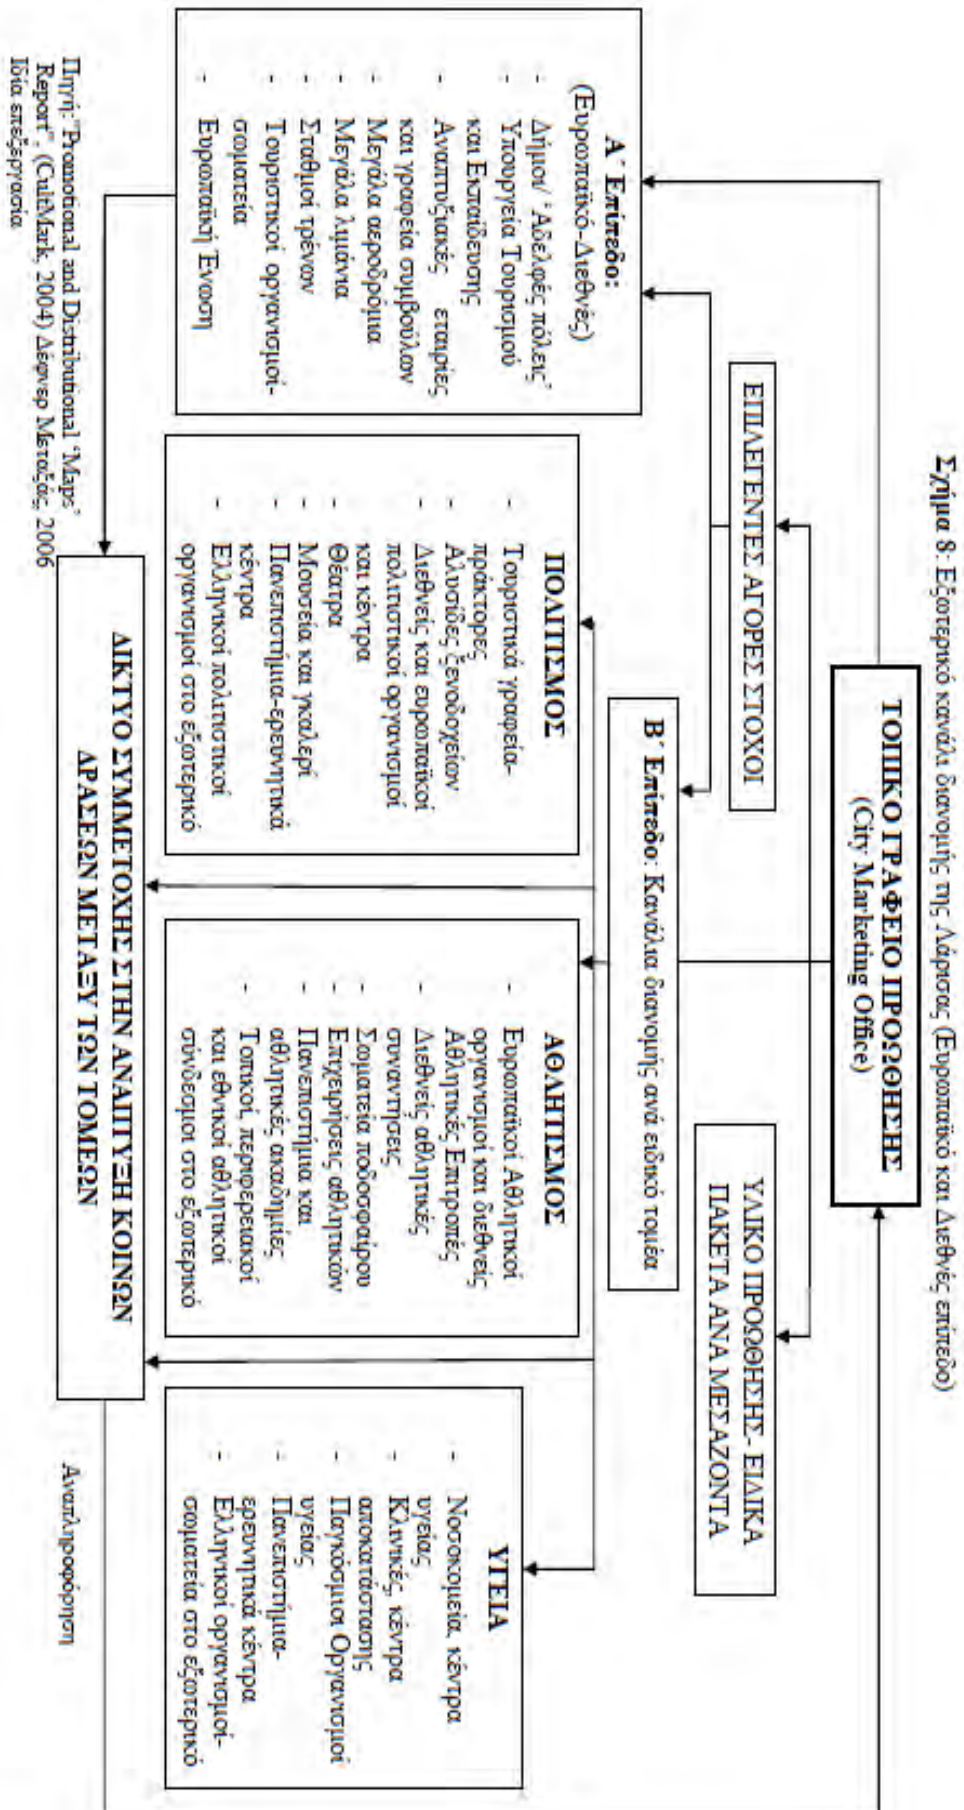 Σχήμα 8: Εξωτερικό κανάλι διανομής της Λάρισας (Ευρωπαϊκό και Διεθνές επίπεδο)
ΤΟΠΙΚΟ ΓΡΑΦΕΙΟ ΠΡΟΩΘΗΣΗΣ
(City Marketing Office)
ΕΠΙΛΕΓΕΝΤΕΣ ΑΓΟΡΕΣ ΣΤΟΧΟΙ
ΥΛΙΚΟ ΠΡΟΩΘΗΣΗΣ- ΕΙΔΙΚΑ
ΠΑΚΕΤΑ ΑΝΑ ΜΕΣΑΖΟΝΤΑ
Α΄ Επίπεδο:
(Ευρωπαϊκό-Διεθνές)
- Δήμοι/ 'Αδελφές πόλεις'
- Υπουργεία Τουρισμού
και Εκπαίδευσης
- Αναπτυξιακές εταιρίες
και γραφεία συμβούλων
- Μεγάλα αεροδρόμια
- Μεγάλα λιμάνια
- Σταθμοί τρένων
- Τουριστικοί οργανισμοί-
σωματεία
- Ευρωπαϊκή Ένωση
Β΄ Επίπεδο: Κανάλια διανομής ανά ειδικό τομέα
ΠΟΛΙΤΙΣΜΟΣ
- Τουριστικά γραφεία-
πράκτορες
- Αλυσίδες ξενοδοχείων
- Διεθνείς και ευρωπαϊκοί
πολιτιστικοί οργανισμοί
και κέντρα
- Θέατρα
- Μουσεία και γκαλερί
- Πανεπιστήμια-ερευνητικά
κέντρα
- Ελληνικοί πολιτιστικοί
οργανισμοί στο εξωτερικό
ΑΘΛΗΤΙΣΜΟΣ
- Ευρωπαϊκοί Αθλητικοί
οργανισμοί και διεθνείς
Αθλητικές Επιτροπές
- Διεθνείς αθλητικές
συναντήσεις
- Σωματεία ποδοσφαίρου
- Επιχειρήσεις αθλητικών
- Πανεπιστήμια και
αθλητικές ακαδημίες
- Τοπικοί, περιφερειακοί
και εθνικοί αθλητικοί
σύνδεσμοι στο εξωτερικό
ΥΓΕΙΑ
- Νοσοκομεία, κέντρα
υγείας
- Κλινικές, κέντρα
αποκατάστασης
- Παγκόσμιοι Οργανισμοί
υγείας
- Πανεπιστήμια-
ερευνητικά κέντρα
- Ελληνικοί οργανισμοί-
σωματεία στο εξωτερικό
ΔΙΚΤΥΟ ΣΥΜΜΕΤΟΧΗΣ ΣΤΗΝ ΑΝΑΠΤΥΞΗ ΚΟΙΝΩΝ
ΔΡΑΣΕΩΝ ΜΕΤΑΞΥ ΤΩΝ ΤΟΜΕΩΝ
Αναπληροφόρηση
Πηγή: "Promotional and Distributional 'Maps'
Report", (CultMark, 2004) Δέφνερ Μεταξάς, 2006
Ιδία επεξεργασία